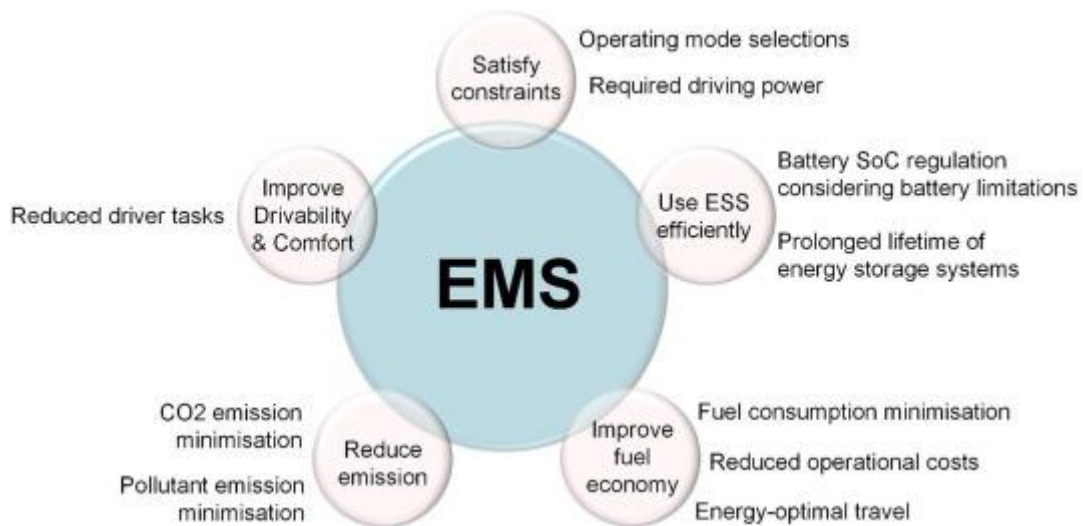 Satisfy
constraints
Operating mode selections
Required driving power
Use ESS
efficiently
Battery SoC regulation
considering battery limitations
Prolonged lifetime of
energy storage systems
Improve
fuel
economy
Fuel consumption minimisation
Reduced operational costs
Energy-optimal travel
Reduce
emission
CO2 emission
minimisation
Pollutant emission
minimisation
Improve
Drivability
& Comfort
Reduced driver tasks
EMS